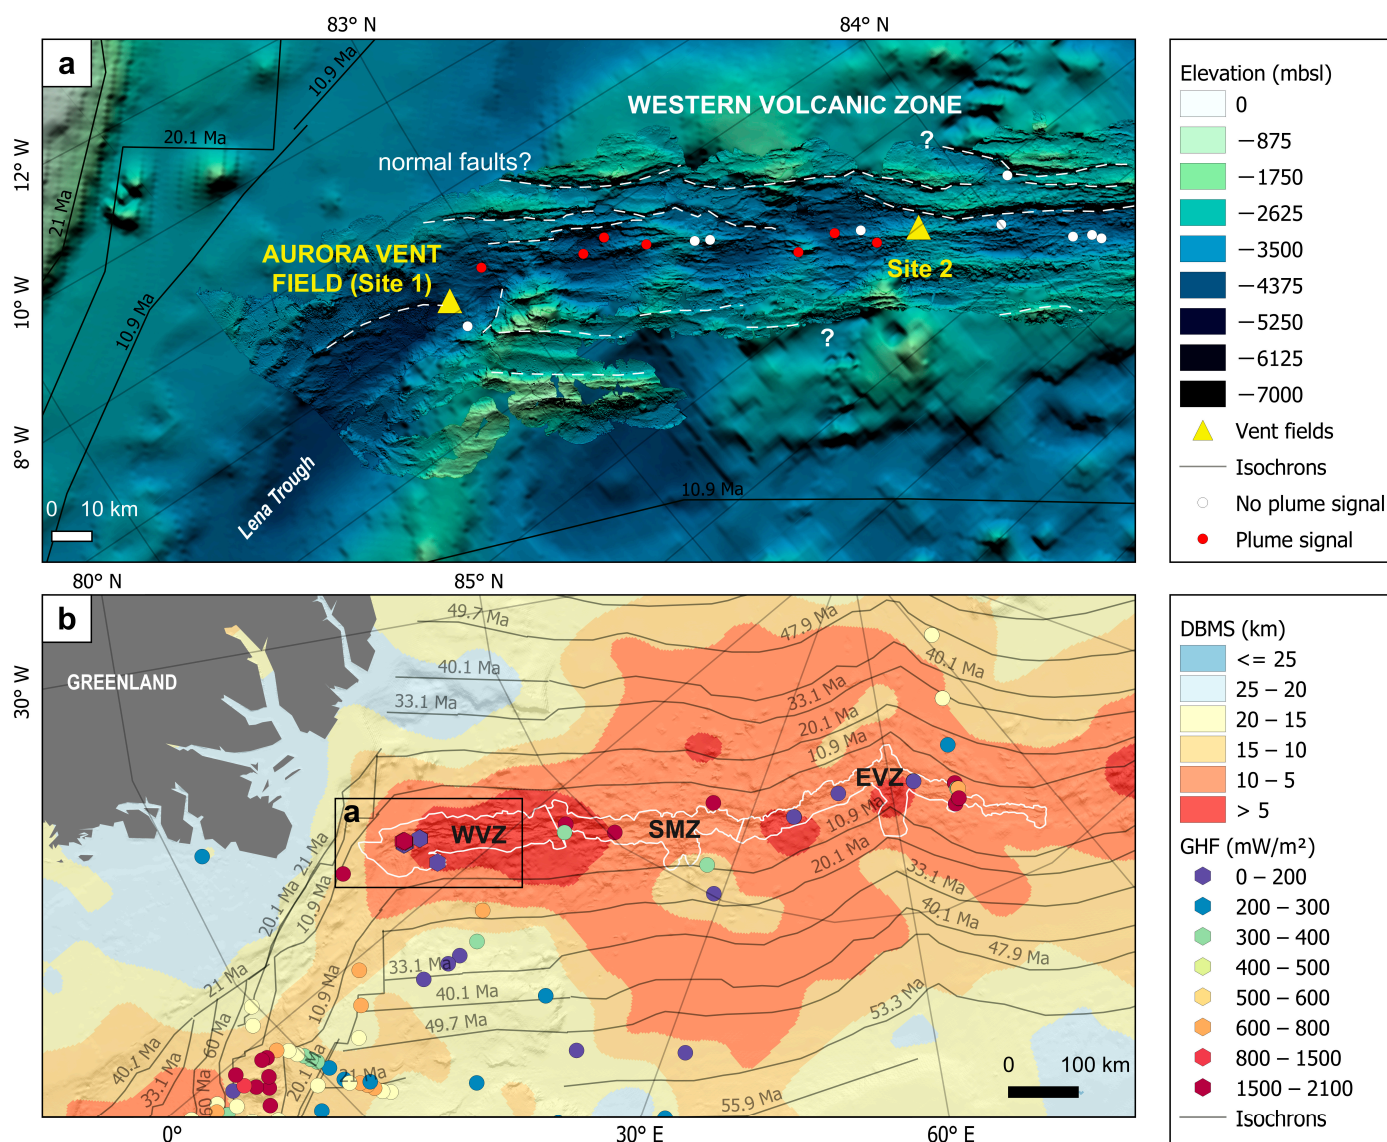 83° N
84° N
a
10.9 Ma
20.1 Ma
21 Ma
10.9 Ma
WESTERN VOLCANIC ZONE
?
normal faults?
AURORA VENT
FIELD (Site 1)
Site 2
?
10.9 Ma
Lena Trough
0 10 km
12° W
10° W
8° W
Elevation (mbsl)
0
−875
−1750
−2625
−3500
−4375
−5250
−6125
−7000
Vent fields
Isochrons
No plume signal
Plume signal
80° N
85° N
b
GREENLAND
30° W
49.7 Ma
47.9 Ma
40.1 Ma
40.1 Ma
33.1 Ma
33.1 Ma
20.1 Ma
10.9 Ma
EVZ
a
WVZ
SMZ
10.9 Ma
20.1 Ma
33.1 Ma
40.1 Ma
47.9 Ma
53.3 Ma
55.9 Ma
21 Ma
20.1 Ma
10.9 Ma
21 Ma
10.9 Ma
33.1 Ma
40.1 Ma
49.7 Ma
60 Ma
40.1 Ma
33.1 Ma
60 Ma
20.1 Ma
21 Ma
0 100 km
0°
30° E
60° E
DBMS (km)
<= 25
25 – 20
20 – 15
15 – 10
10 – 5
> 5
GHF (mW/m²)
0 – 200
200 – 300
300 – 400
400 – 500
500 – 600
600 – 800
800 – 1500
1500 – 2100
Isochrons